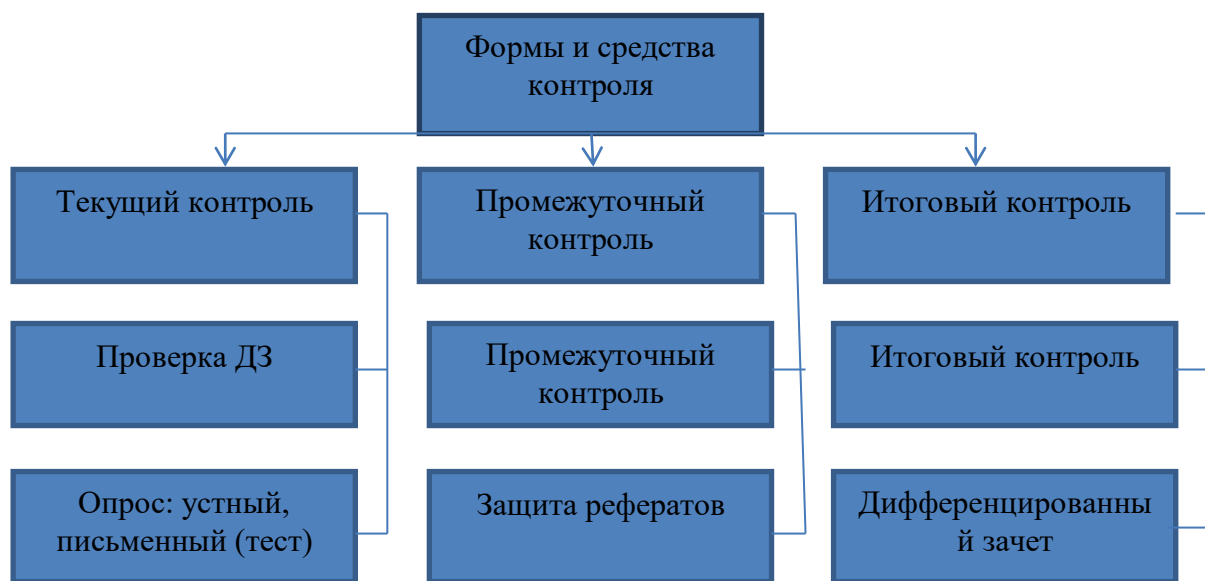 Формы и средства
контроля
Текущий контроль
Промежуточный
контроль
Итоговый контроль
Проверка ДЗ
Промежуточный
контроль
Итоговый контроль
Опрос: устный,
письменный (тест)
Защита рефератов
Дифференцированны
й зачет